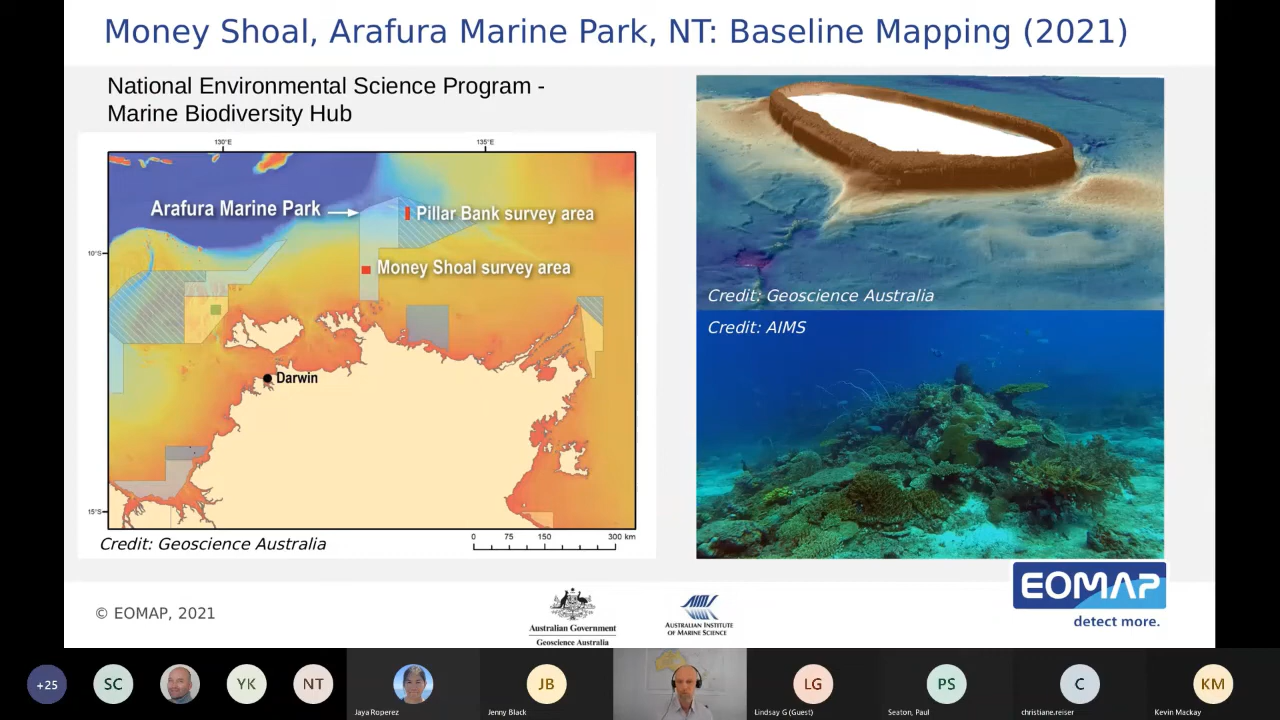 Money Shoal, Arafura Marine Park, NT: Baseline Mapping (2021)
National Environmental Science Program -
Marine Biodiversity Hub
130°E
135°E
Arafura Marine Park
Pillar Bank survey area
10°S
Money Shoal survey area
Darwin
15°S
Credit: Geoscience Australia
0 75 150 300 km
Credit: Geoscience Australia
Credit: AIMS
© EOMAP, 2021
Australian Government
Geoscience Australia
AIMS
AUSTRALIAN INSTITUTE
OF MARINE SCIENCE
EOMAP
detect more.
+25
SC
YK
NT
Jaya Roperez
JB
Jenny Black
LG
Lindsay G (Guest)
PS
Seaton, Paul
C
christiane.reiser
KM
Kevin Mackay